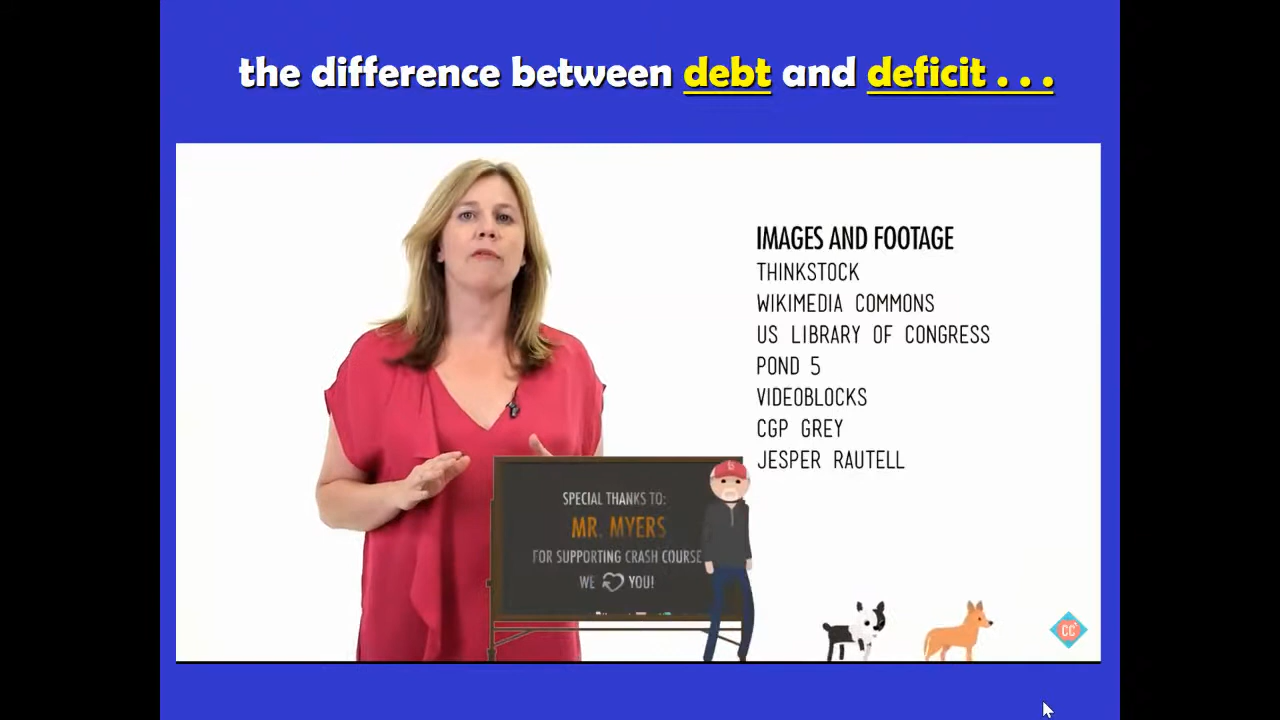 the difference between debt and deficit . . .
IMAGES AND FOOTAGE
THINKSTOCK
WIKIMEDIA COMMONS
US LIBRARY OF CONGRESS
POND 5
VIDEOBLOCKS
CGP GREY
JESPER RAUTELL
SPECIAL THANKS TO:
MR. MYERS
FOR SUPPORTING CRASH COURSE
WE YOU!
CC